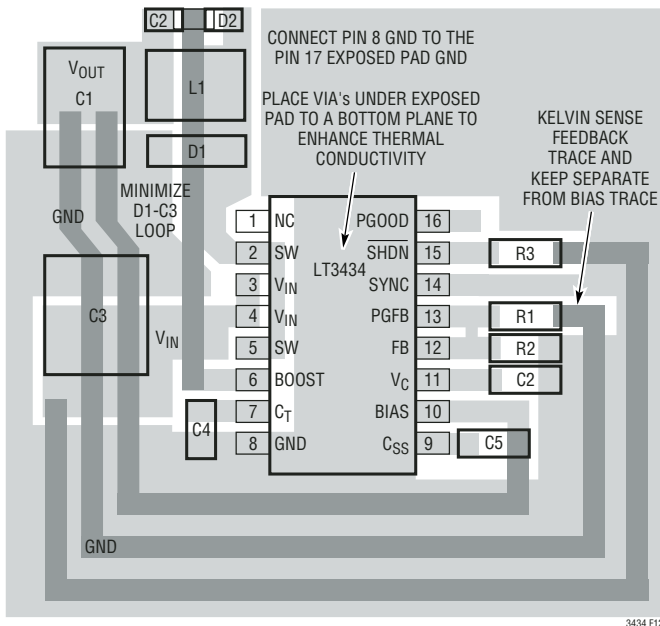 C2
D2
CONNECT PIN 8 GND TO THE
PIN 17 EXPOSED PAD GND
VOUT
C1
L1
PLACE VIA's UNDER EXPOSED
PAD TO A BOTTOM PLANE TO
ENHANCE THERMAL
CONDUCTIVITY
KELVIN SENSE
FEEDBACK
TRACE AND
KEEP SEPARATE
FROM BIAS TRACE
D1
MINIMIZE
D1-C3
LOOP
GND
1 NC
PGOOD 16
2 SW
SHDN 15
R3
LT3434
3 VIN
SYNC 14
C3
VIN
4 VIN
PGFB 13
R1
5 SW
FB 12
R2
6 BOOST
VC 11
C2
7 CT
BIAS 10
C4
8 GND
CSS 9
C5
GND
3434 F12